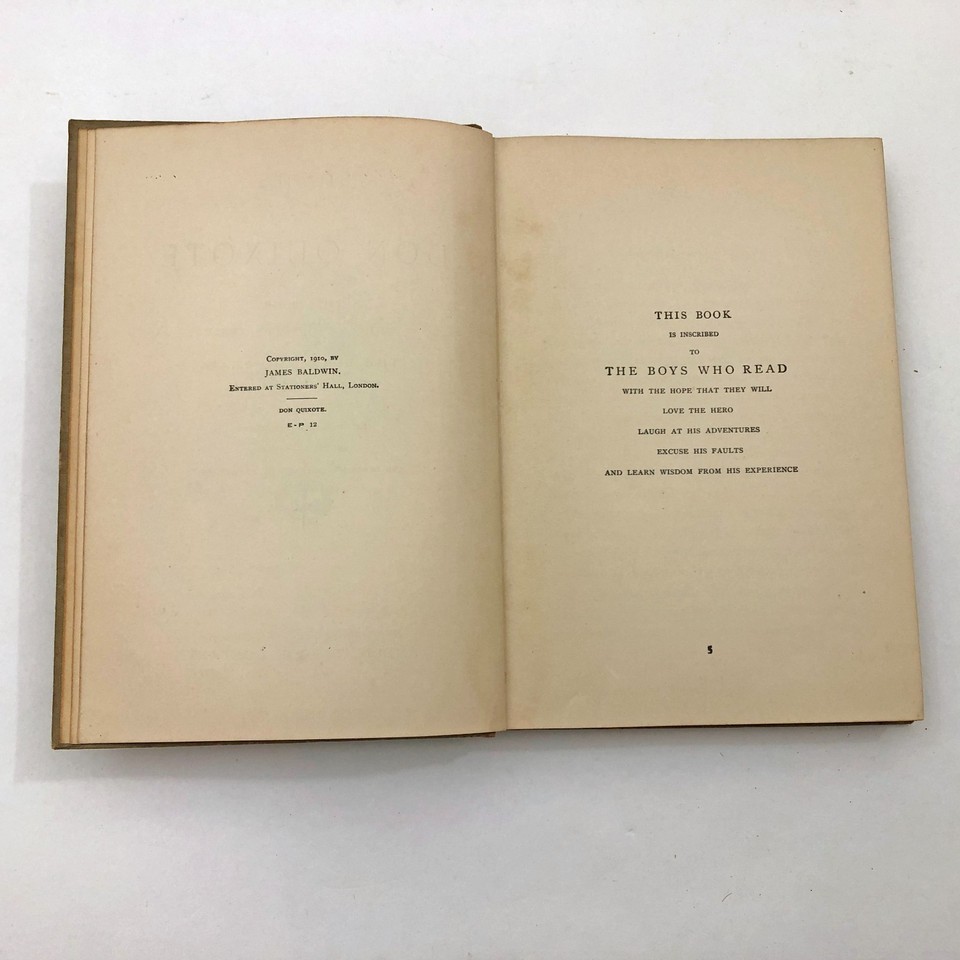 COPYRIGHT, 1910, BY
JAMES BALDWIN.
ENTERED AT STATIONERS' HALL, LONDON.
DON QUIXOTE.
E-P 12
THIS BOOK
IS INSCRIBED
TO
THE BOYS WHO READ
WITH THE HOPE THAT THEY WILL
LOVE THE HERO
LAUGH AT HIS ADVENTURES
EXCUSE HIS FAULTS
AND LEARN WISDOM FROM HIS EXPERIENCE
5